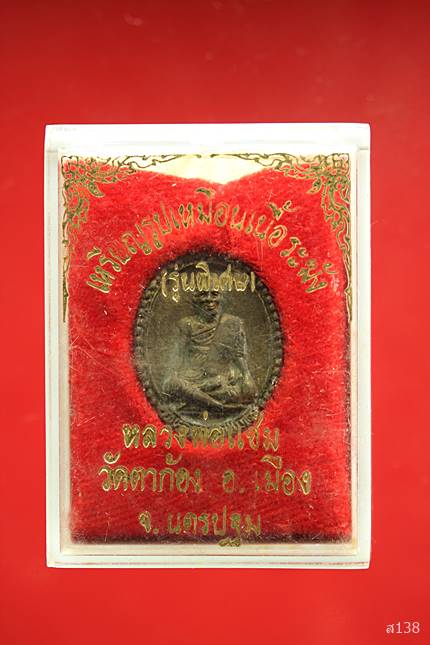 เหรียญรูปเหมือนเนื้อระฆัง
(รุ่นพิเศษ)
หลวงพ่อแช่ม
วัดตาก้อง อ.เมือง
จ.นครปฐม
ส138